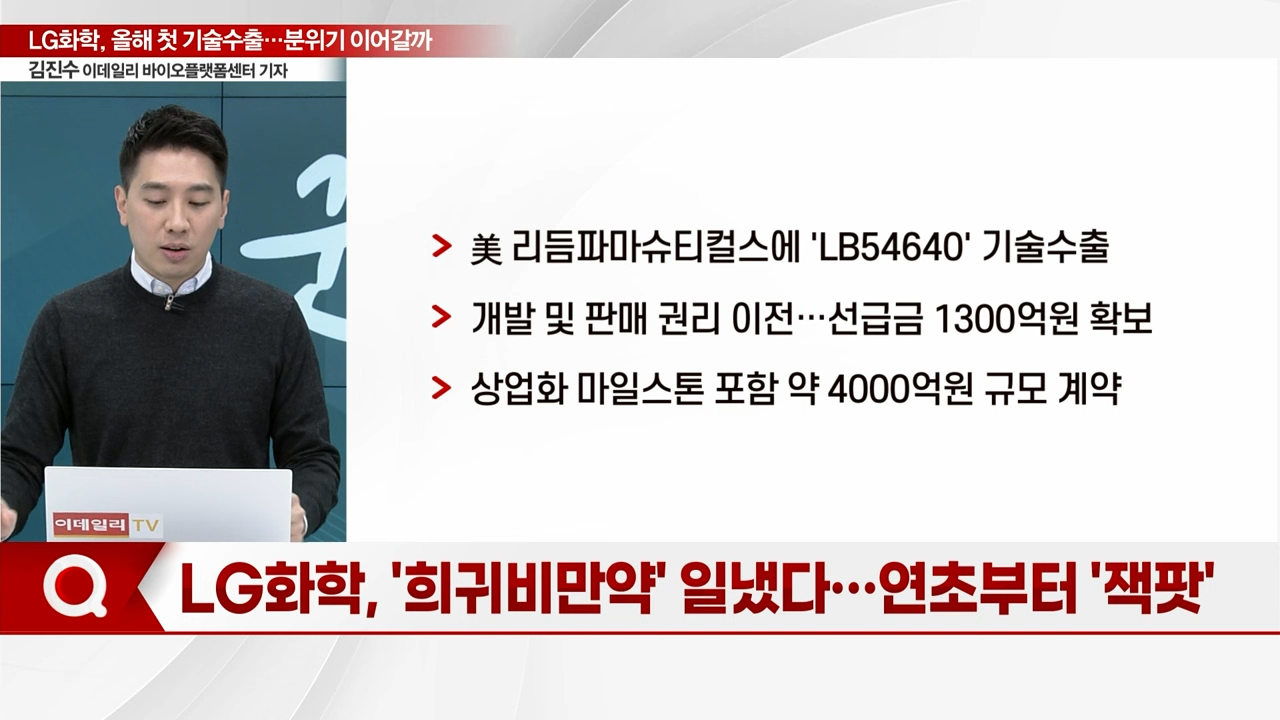 LG화학, 올해 첫 기술수출…분위기 이어갈까
김진수 이데일리 바이오플랫폼센터 기자
꾼
> 美 리듬파마슈티컬스에 'LB54640' 기술수출
> 개발 및 판매 권리 이전…선급금 1300억원 확보
> 상업화 마일스톤 포함 약 4000억원 규모 계약
이데일리 TV
Q LG화학, '희귀비만약' 일냈다…연초부터 '잭팟'